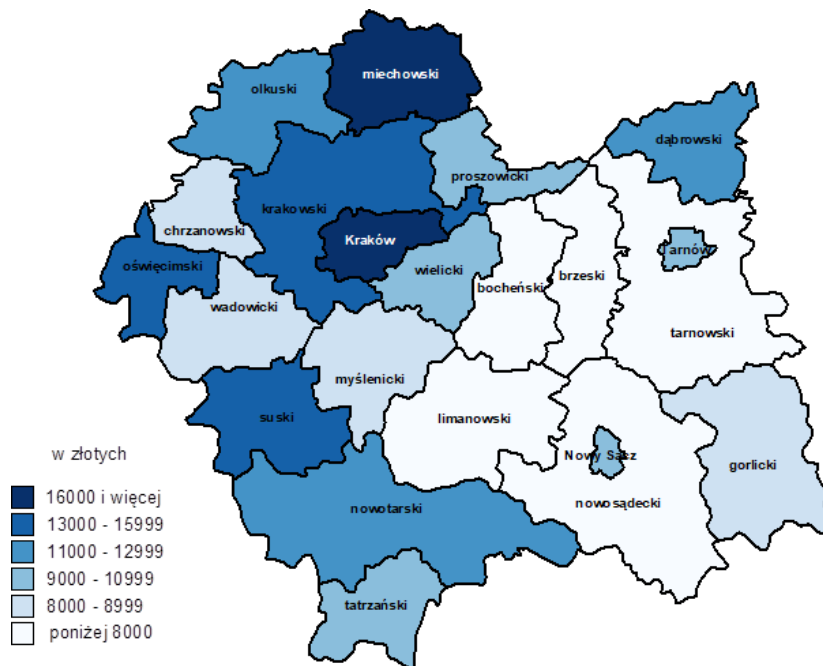 miechowski
olkuski
dąbrowski
proszowicki
chrzanowski
krakowski
Kraków
Tarnów
oświęcimski
wielicki
brzeski
bocheński
wadowicki
tarnowski
myślenicki
limanowski
suski
w złotych
Nowy Sącz
gorlicki
16000 i więcej
nowotarski
nowosądecki
13000 - 15999
11000 - 12999
9000 - 10999
tatrzański
8000 - 8999
poniżej 8000